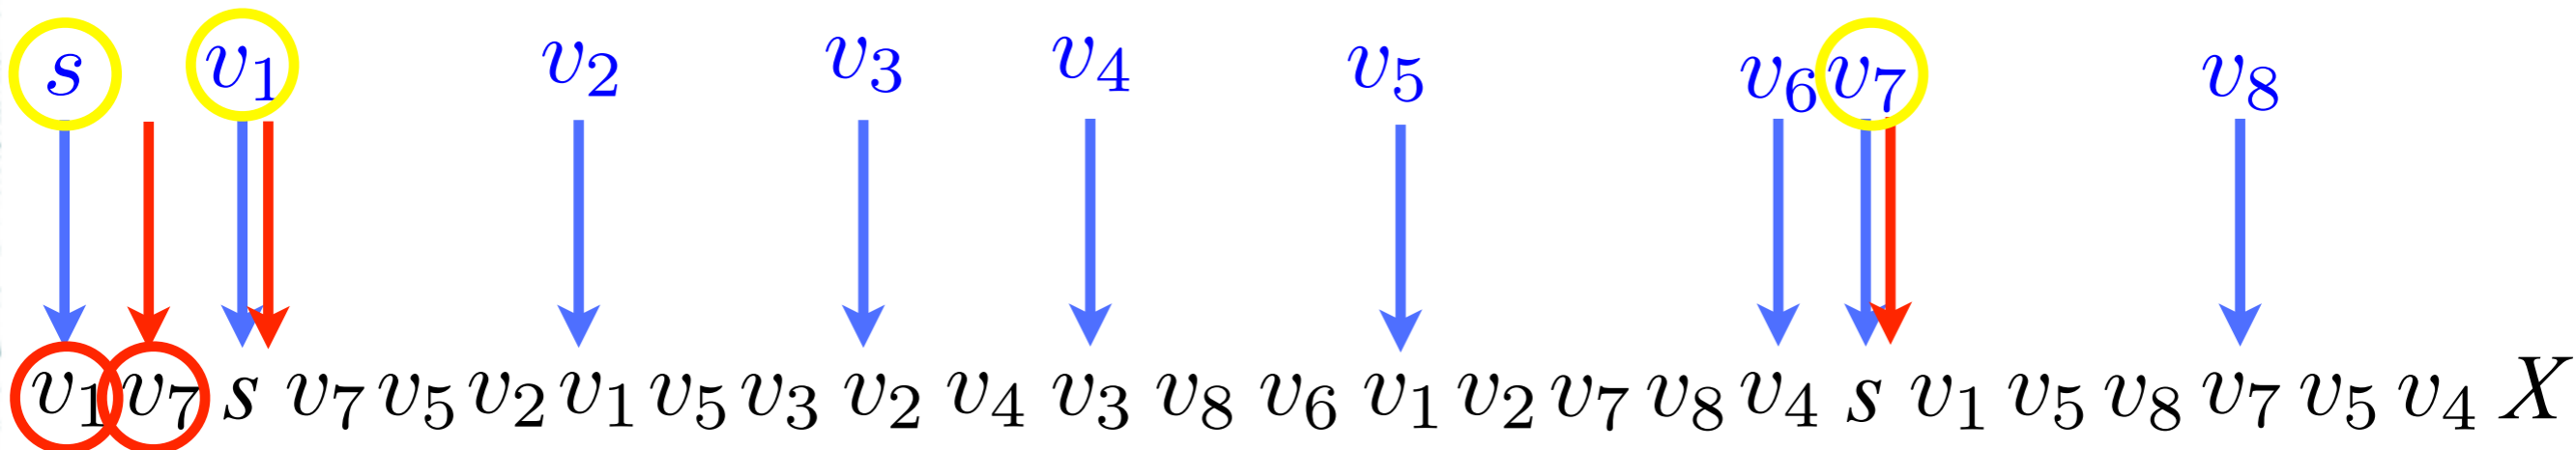 s v₁ v₂ v₃ v₄ v₅ v₆ v₇ v₈
v₁ v₇ s v₇ v₅ v₂ v₁ v₅ v₃ v₂ v₄ v₃ v₈ v₆ v₁ v₂ v₇ v₈ v₄ s v₁ v₅ v₈ v₇ v₅ v₄ X